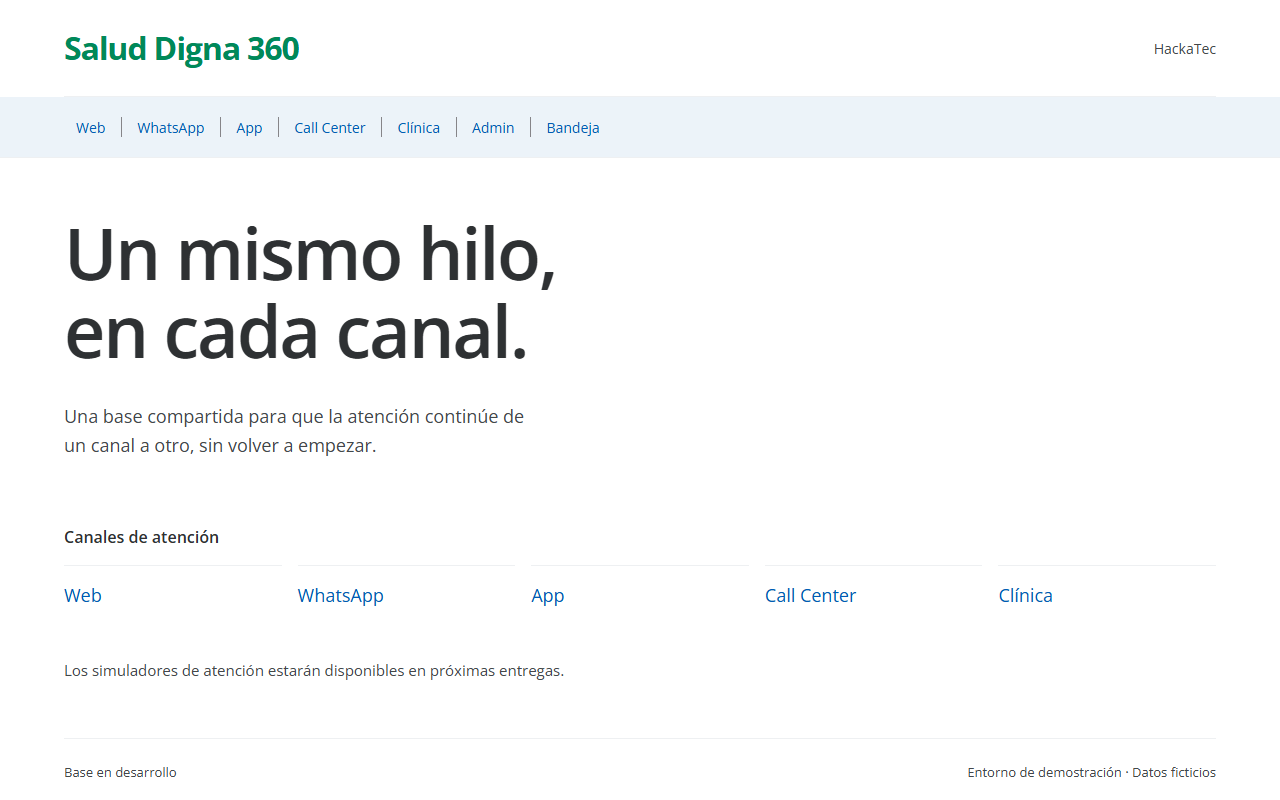 Salud Digna 360
HackaTec
Web
WhatsApp
App
Call Center
Clínica
Admin
Bandeja
Un mismo hilo,
en cada canal.
Una base compartida para que la atención continúe de
un canal a otro, sin volver a empezar.
Canales de atención
Web
WhatsApp
App
Call Center
Clínica
Los simuladores de atención estarán disponibles en próximas entregas.
Base en desarrollo
Entorno de demostración · Datos ficticios